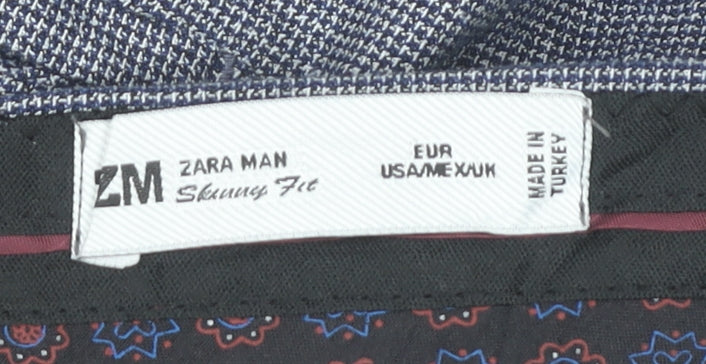 ZM
ZARA MAN
Skinny Fit
EUR
USA/MEX/UK
MADE IN
TURKEY